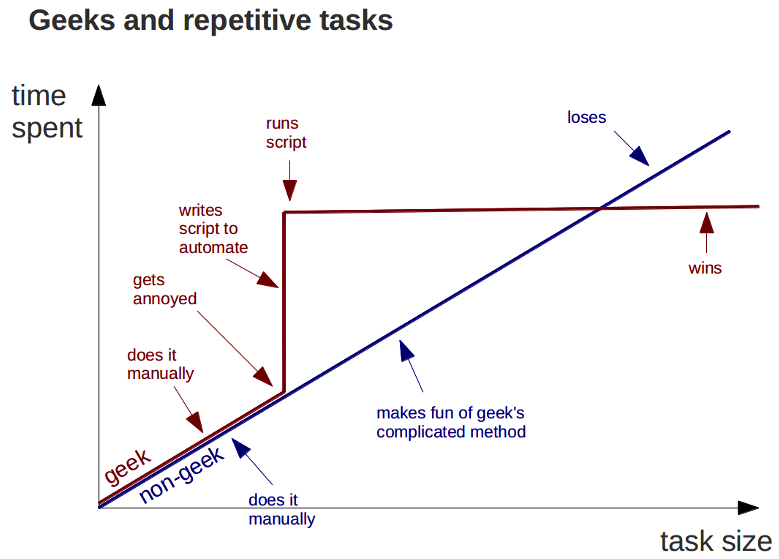 Geeks and repetitive tasks
time
spent
runs
script
loses
writes
script to
automate
wins
gets
annoyed
does it
manually
makes fun of geek's
complicated method
geek
non-geek
does it
manually
task size